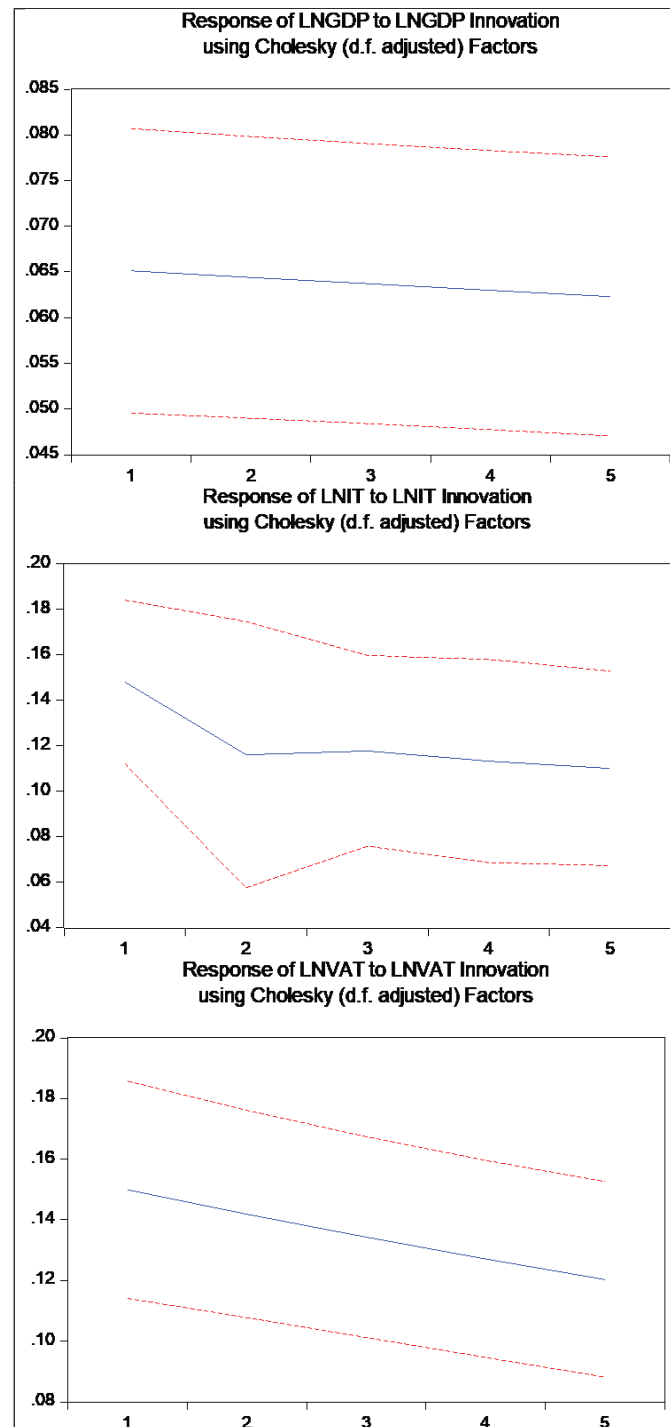 Response of LNGDP to LNGDP Innovation
using Cholesky (d.f. adjusted) Factors
.085
.080
.075
.070
.065
.060
.055
.050
.045
1 2 3 4 5
Response of LNIT to LNIT Innovation
using Cholesky (d.f. adjusted) Factors
.20
.18
.16
.14
.12
.10
.08
.06
.04
1 2 3 4 5
Response of LNVAT to LNVAT Innovation
using Cholesky (d.f. adjusted) Factors
.20
.18
.16
.14
.12
.10
.08
1 2 3 4 5